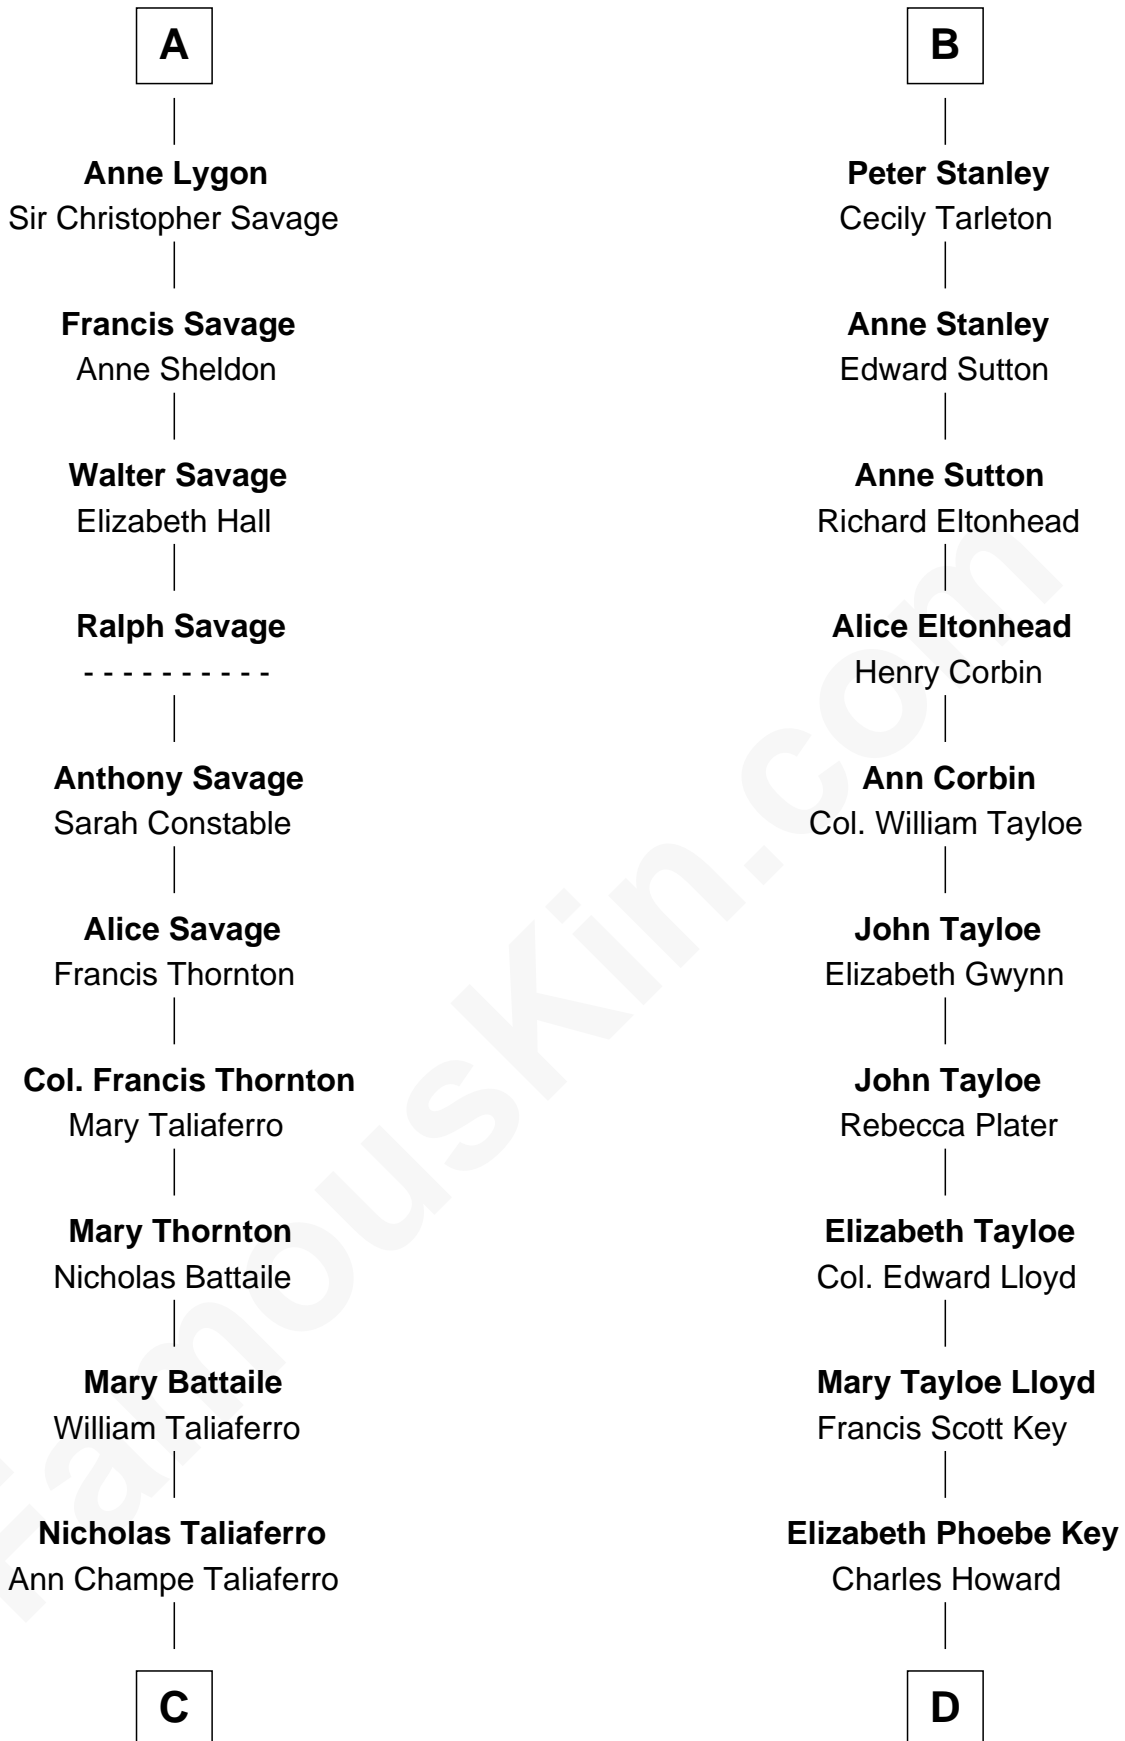 A
Anne Lygon
Sir Christopher Savage
Francis Savage
Anne Sheldon
Walter Savage
Elizabeth Hall
Ralph Savage
- - - - - - - - - -
Anthony Savage
Sarah Constable
Alice Savage
Francis Thornton
Col. Francis Thornton
Mary Taliaferro
Mary Thornton
Nicholas Battaile
Mary Battaile
William Taliaferro
Nicholas Taliaferro
Ann Champe Taliaferro
C
B
Peter Stanley
Cecily Tarleton
Anne Stanley
Edward Sutton
Anne Sutton
Richard Eltonhead
Alice Eltonhead
Henry Corbin
Ann Corbin
Col. William Tayloe
John Tayloe
Elizabeth Gwynn
John Tayloe
Rebecca Plater
Elizabeth Tayloe
Col. Edward Lloyd
Mary Tayloe Lloyd
Francis Scott Key
Elizabeth Phoebe Key
Charles Howard
D
FamousKin.com